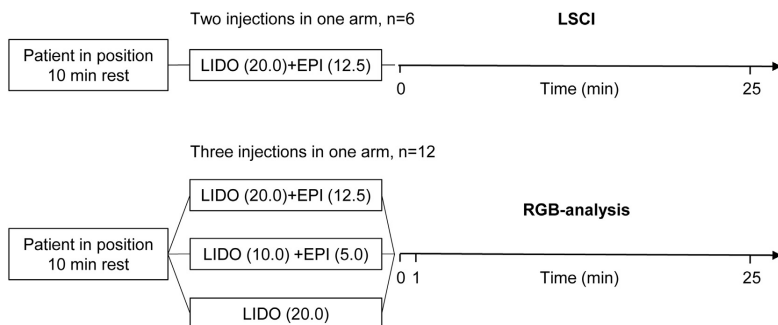 Two injections in one arm, n=6
LSCI
Patient in position
10 min rest
LIDO (20.0)+EPI (12.5)
0
Time (min)
25
Three injections in one arm, n=12
LIDO (20.0)+EPI (12.5)
RGB-analysis
Patient in position
10 min rest
LIDO (10.0) +EPI (5.0)
0 1
Time (min)
25
LIDO (20.0)